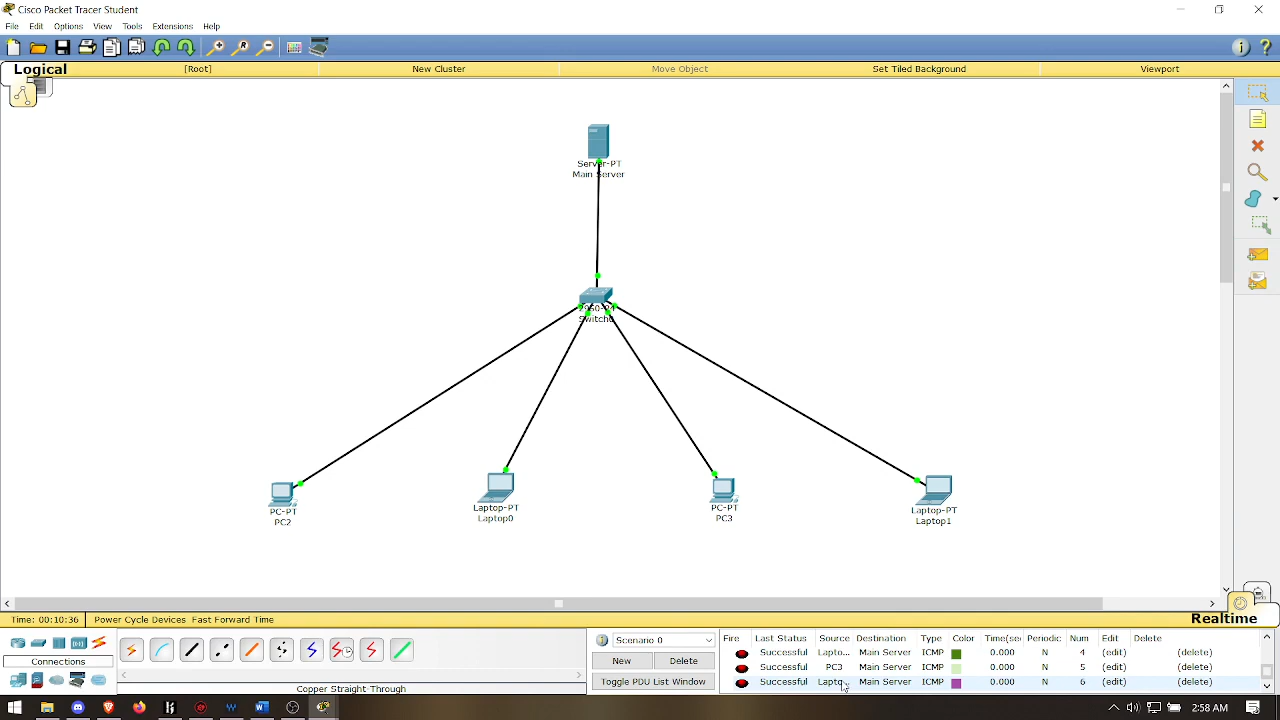 Cisco Packet Tracer Student
File Edit Options View Tools Extensions Help
Logical [Root] New Cluster Move Object Set Tiled Background Viewport
Server-PT
Main Server
2950-24
Switch0
PC-PT
PC2
Laptop-PT
Laptop0
PC-PT
PC3
Laptop-PT
Laptop1
Time: 00:10:36 Power Cycle Devices Fast Forward Time Realtime
Connections
Copper Straight-Through
Scenario 0
New Delete
Toggle PDU List Window
Fire Last Status Source Destination Type Color Time(sec Periodic Num Edit Delete
Successful Lapto... Main Server ICMP 0.000 N 4 (edit) (delete)
Successful PC3 Main Server ICMP 0.000 N 5 (edit) (delete)
Successful Lapto... Main Server ICMP 0.000 N 6 (edit) (delete)
2:58 AM